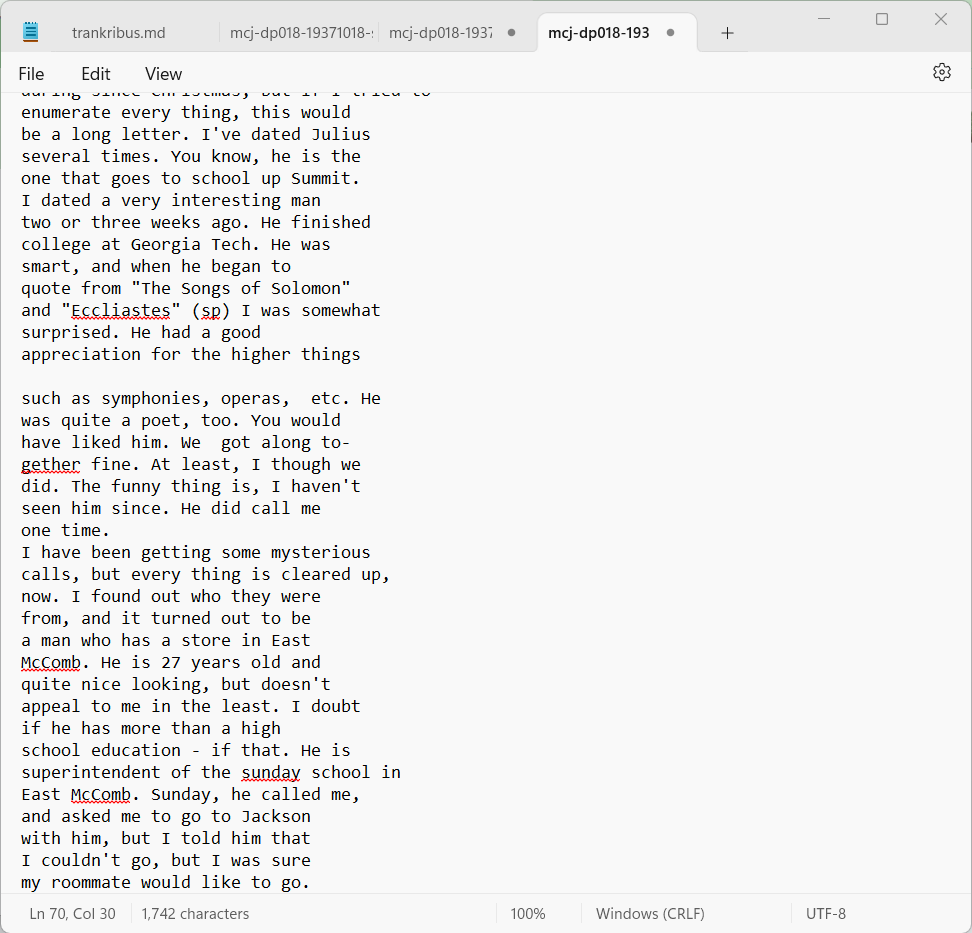 trankribus.md
mcj-dp018-19371018-
mcj-dp018-1937
mcj-dp018-193
File Edit View
during since Christmas, but if I tried to
enumerate every thing, this would
be a long letter. I've dated Julius
several times. You know, he is the
one that goes to school up Summit.
I dated a very interesting man
two or three weeks ago. He finished
college at Georgia Tech. He was
smart, and when he began to
quote from "The Songs of Solomon"
and "Eccliastes" (sp) I was somewhat
surprised. He had a good
appreciation for the higher things
such as symphonies, operas,  etc. He
was quite a poet, too. You would
have liked him. We  got along to-
gether fine. At least, I though we
did. The funny thing is, I haven't
seen him since. He did call me
one time.
I have been getting some mysterious
calls, but every thing is cleared up,
now. I found out who they were
from, and it turned out to be
a man who has a store in East
McComb. He is 27 years old and
quite nice looking, but doesn't
appeal to me in the least. I doubt
if he has more than a high
school education - if that. He is
superintendent of the sunday school in
East McComb. Sunday, he called me,
and asked me to go to Jackson
with him, but I told him that
I couldn't go, but I was sure
my roommate would like to go.
Ln 70, Col 30 1,742 characters 100% Windows (CRLF) UTF-8